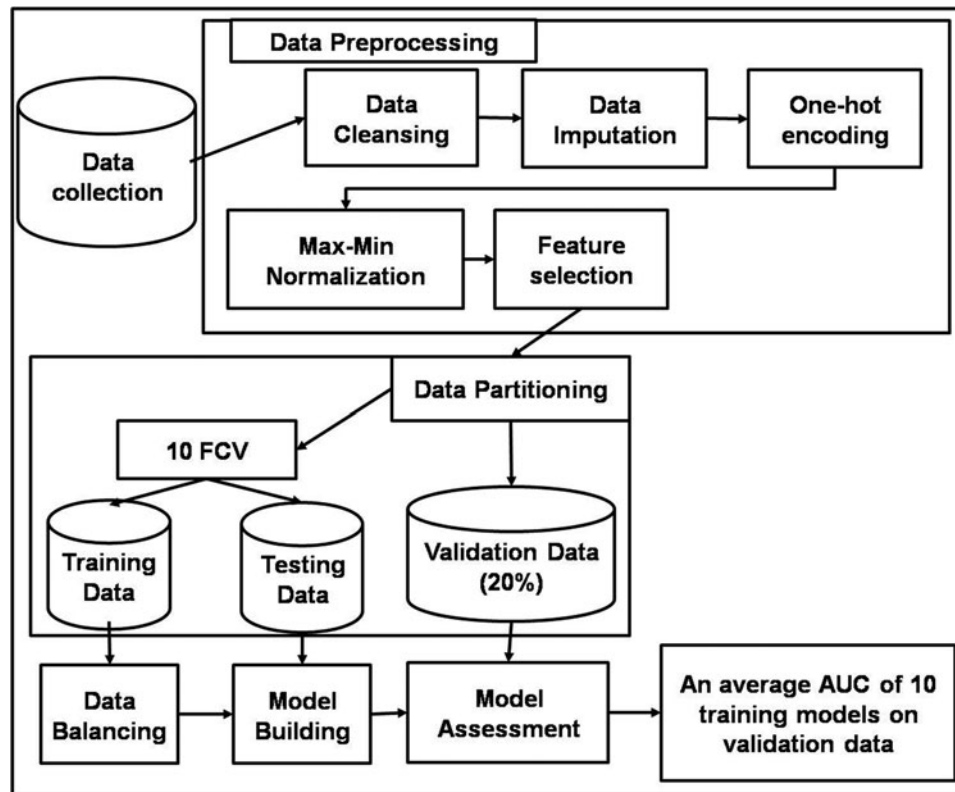 Data Preprocessing
Data
collection
Data
Cleansing
Data
Imputation
One-hot
encoding
Max-Min
Normalization
Feature
selection
Data Partitioning
10 FCV
Training
Data
Testing
Data
Validation Data
(20%)
Data
Balancing
Model
Building
Model
Assessment
An average AUC of 10
training models on
validation data